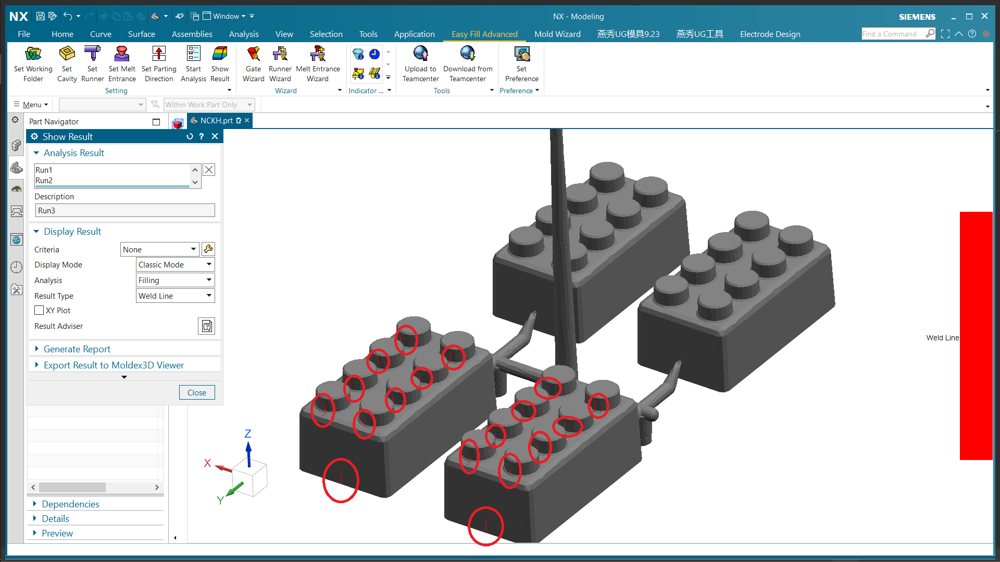 NX
Window
NX - Modeling
SIEMENS
File
Home
Curve
Surface
Assemblies
Analysis
View
Selection
Tools
Application
Easy Fill Advanced
Mold Wizard
燕秀UG模具9.23
燕秀UG工具
Electrode Design
Find a Command
Set Working
Folder
Set
Cavity
Set
Runner
Set Melt
Entrance
Set Parting
Direction
Start
Analysis
Show
Result
Gate
Wizard
Runner
Wizard
Melt Entrance
Wizard
Upload to
Teamcenter
Download from
Teamcenter
Set
Preference
Setting
Wizard
Indicator ...
Tools
Preference
Menu
Within Work Part Only
Part Navigator
NCKH.prt
Show Result
Analysis Result
Run1
Run2
Description
Run3
Display Result
Criteria
None
Display Mode
Classic Mode
Analysis
Filling
Result Type
Weld Line
XY Plot
Result Adviser
Generate Report
Export Result to Moldex3D Viewer
Close
Dependencies
Details
Preview
Z
X
Y
Weld Line